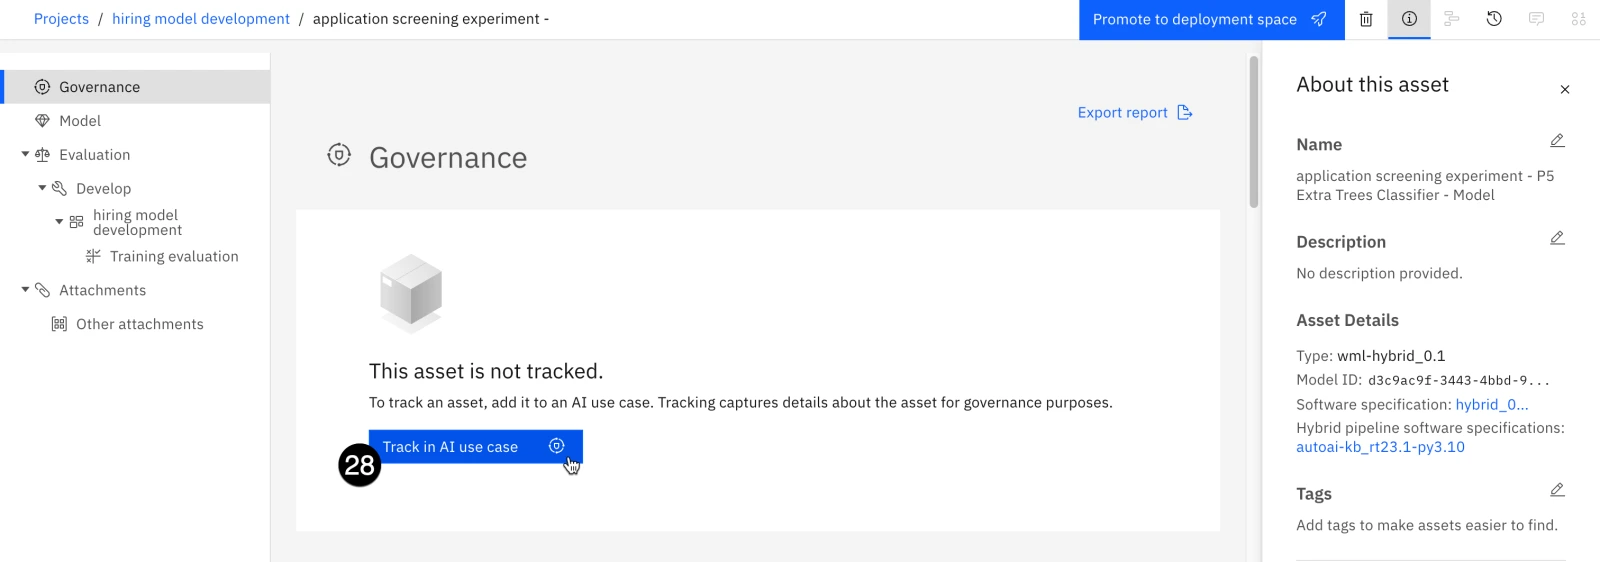 Projects / hiring model development / application screening experiment -
Promote to deployment space
Governance
Model
Evaluation
Develop
hiring model
development
Training evaluation
Attachments
Other attachments
Export report
Governance
This asset is not tracked.
To track an asset, add it to an AI use case. Tracking captures details about the asset for governance purposes.
Track in AI use case
28
About this asset
Name
application screening experiment - P5
Extra Trees Classifier - Model
Description
No description provided.
Asset Details
Type: wml-hybrid_0.1
Model ID: d3c9ac9f-3443-4bbd-9...
Software specification: hybrid_0...
Hybrid pipeline software specifications:
autoai-kb_rt23.1-py3.10
Tags
Add tags to make assets easier to find.